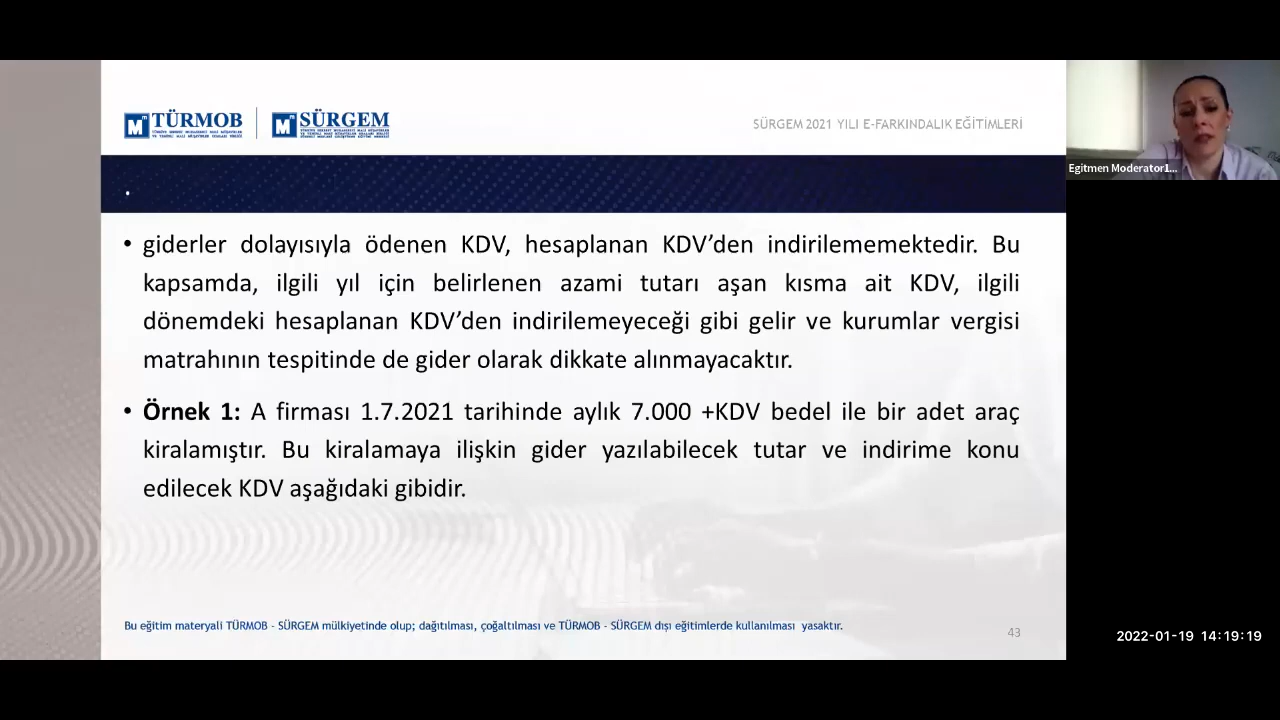 TÜRMOB
SÜRGEM
SÜRGEM 2021 YILI E-FARKINDALIK EĞİTİMLERİ
Egitmen Moderator1...
.
• giderler dolayısıyla ödenen KDV, hesaplanan KDV’den indirilememektedir. Bu
kapsamda, ilgili yıl için belirlenen azami tutarı aşan kısma ait KDV, ilgili
dönemdeki hesaplanan KDV’den indirilemeyeceği gibi gelir ve kurumlar vergisi
matrahının tespitinde de gider olarak dikkate alınmayacaktır.
• Örnek 1: A firması 1.7.2021 tarihinde aylık 7.000 +KDV bedel ile bir adet araç
kiralamıştır. Bu kiralamaya ilişkin gider yazılabilecek tutar ve indirime konu
edilecek KDV aşağıdaki gibidir.
Bu eğitim materyali TÜRMOB - SÜRGEM mülkiyetinde olup; dağıtılması, çoğaltılması ve TÜRMOB - SÜRGEM dışı eğitimlerde kullanılması yasaktır.
43
2022-01-19 14:19:19